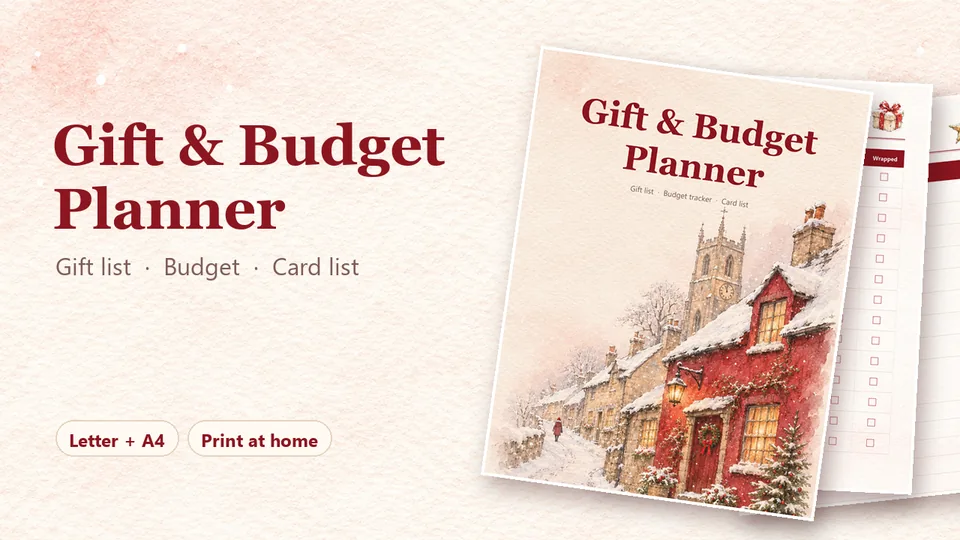 Gift & Budget
Planner
Gift list · Budget · Card list
Letter + A4
Print at home
Gift & Budget
Planner
Gift list · Budget tracker · Card list
Wrapped